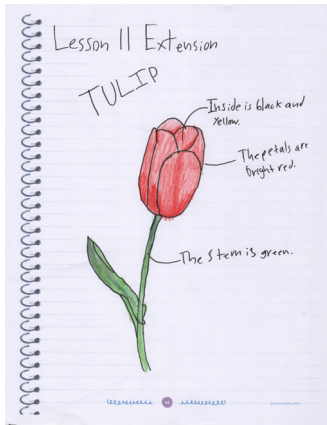 Lesson 11 Extension
TULIP
Inside is black and
yellow.
The petals are
bright red.
The stem is green.